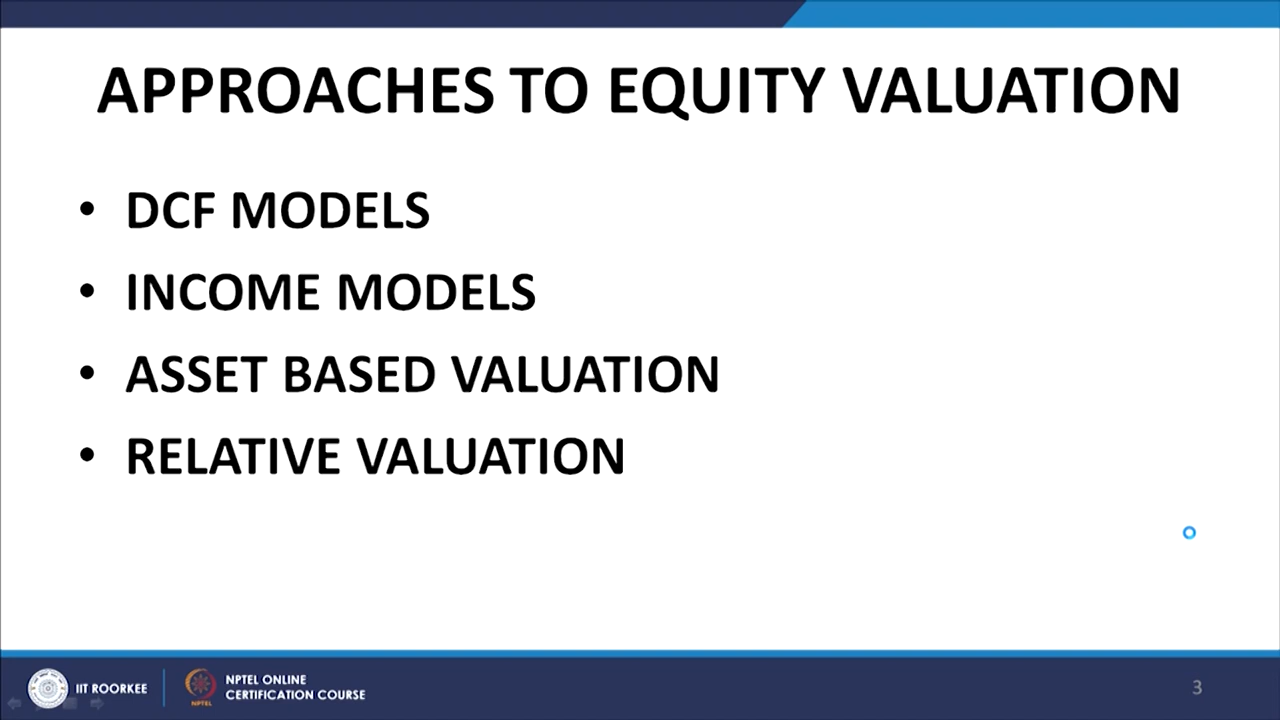 APPROACHES TO EQUITY VALUATION
• DCF MODELS
• INCOME MODELS
• ASSET BASED VALUATION
• RELATIVE VALUATION
IIT ROORKEE
NPTEL
NPTEL ONLINE
CERTIFICATION COURSE
3